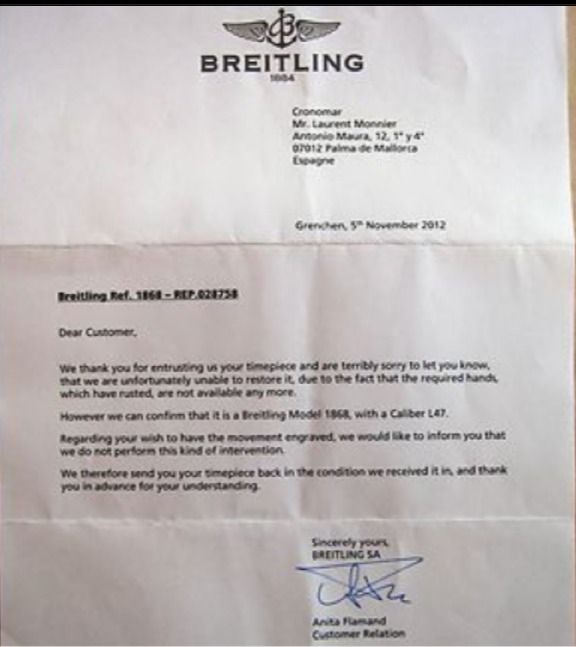 BREITLING
1884
Cronomar
Mr. Laurent Monnier
Antonio Maura, 12, 1° y 4°
07012 Palma de Mallorca
Espagne
Grenchen, 5th November 2012
Breitling Ref. 1868 – REP.028758
Dear Customer,
We thank you for entrusting us your timepiece and are terribly sorry to let you know,
that we are unfortunately unable to restore it, due to the fact that the required hands,
which have rusted, are not available any more.
However we can confirm that it is a Breitling Model 1868, with a Caliber L47.
Regarding your wish to have the movement engraved, we would like to inform you that
we do not perform this kind of intervention.
We therefore send you your timepiece back in the condition we received it in, and thank
you in advance for your understanding.
Sincerely yours,
BREITLING SA
Anita Flamand
Customer Relation